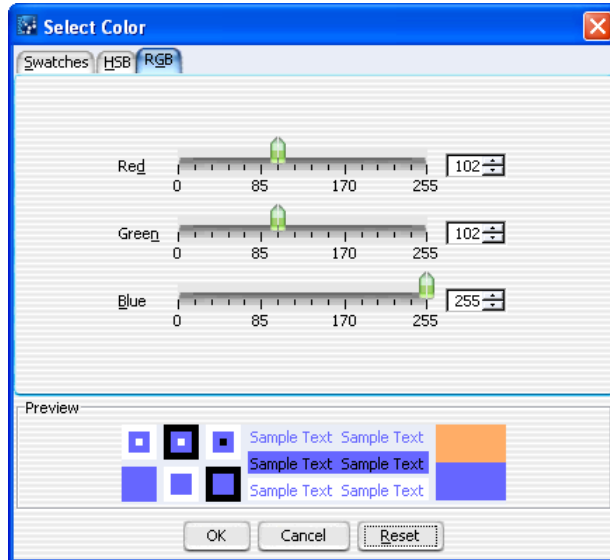 Select Color
Swatches HSB RGB
Red 102
0 85 170 255
Green 102
0 85 170 255
Blue 255
0 85 170 255
Preview
Sample Text Sample Text
Sample Text Sample Text
Sample Text Sample Text
OK Cancel Reset